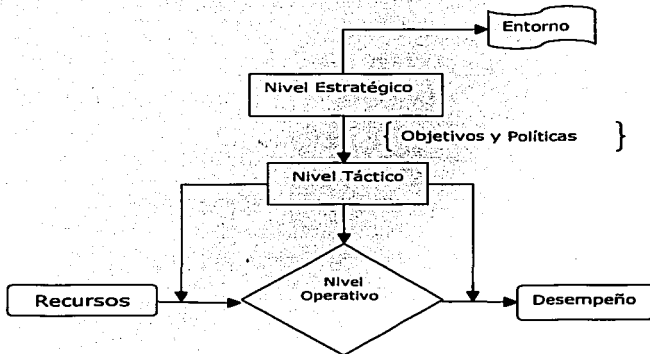 Entorno
Nivel Estratégico
{ Objetivos y Políticas }
Nivel Táctico
Nivel
Operativo
Recursos
Desempeño